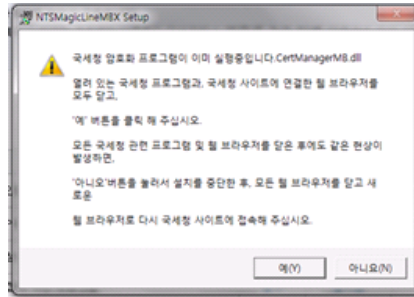 NTSMagicLineMBX Setup
국세청 암호화 프로그램이 이미 실행중입니다.CertManagerMB.dll
열려 있는 국세청 프로그램과, 국세청 사이트에 연결한 웹 브라우저를
모두 닫고,
'예' 버튼을 클릭 해 주십시오.
모든 국세청 관련 프로그램 및 웹 브라우저를 닫은 후에도 같은 현상이
발생하면,
'아니오'버튼을 눌러서 설치를 중단한 후, 모든 웹 브라우저를 닫고 새
로운
웹 브라우저로 다시 국세청 사이트에 접속해 주십시오.
예(Y) 아니요(N)